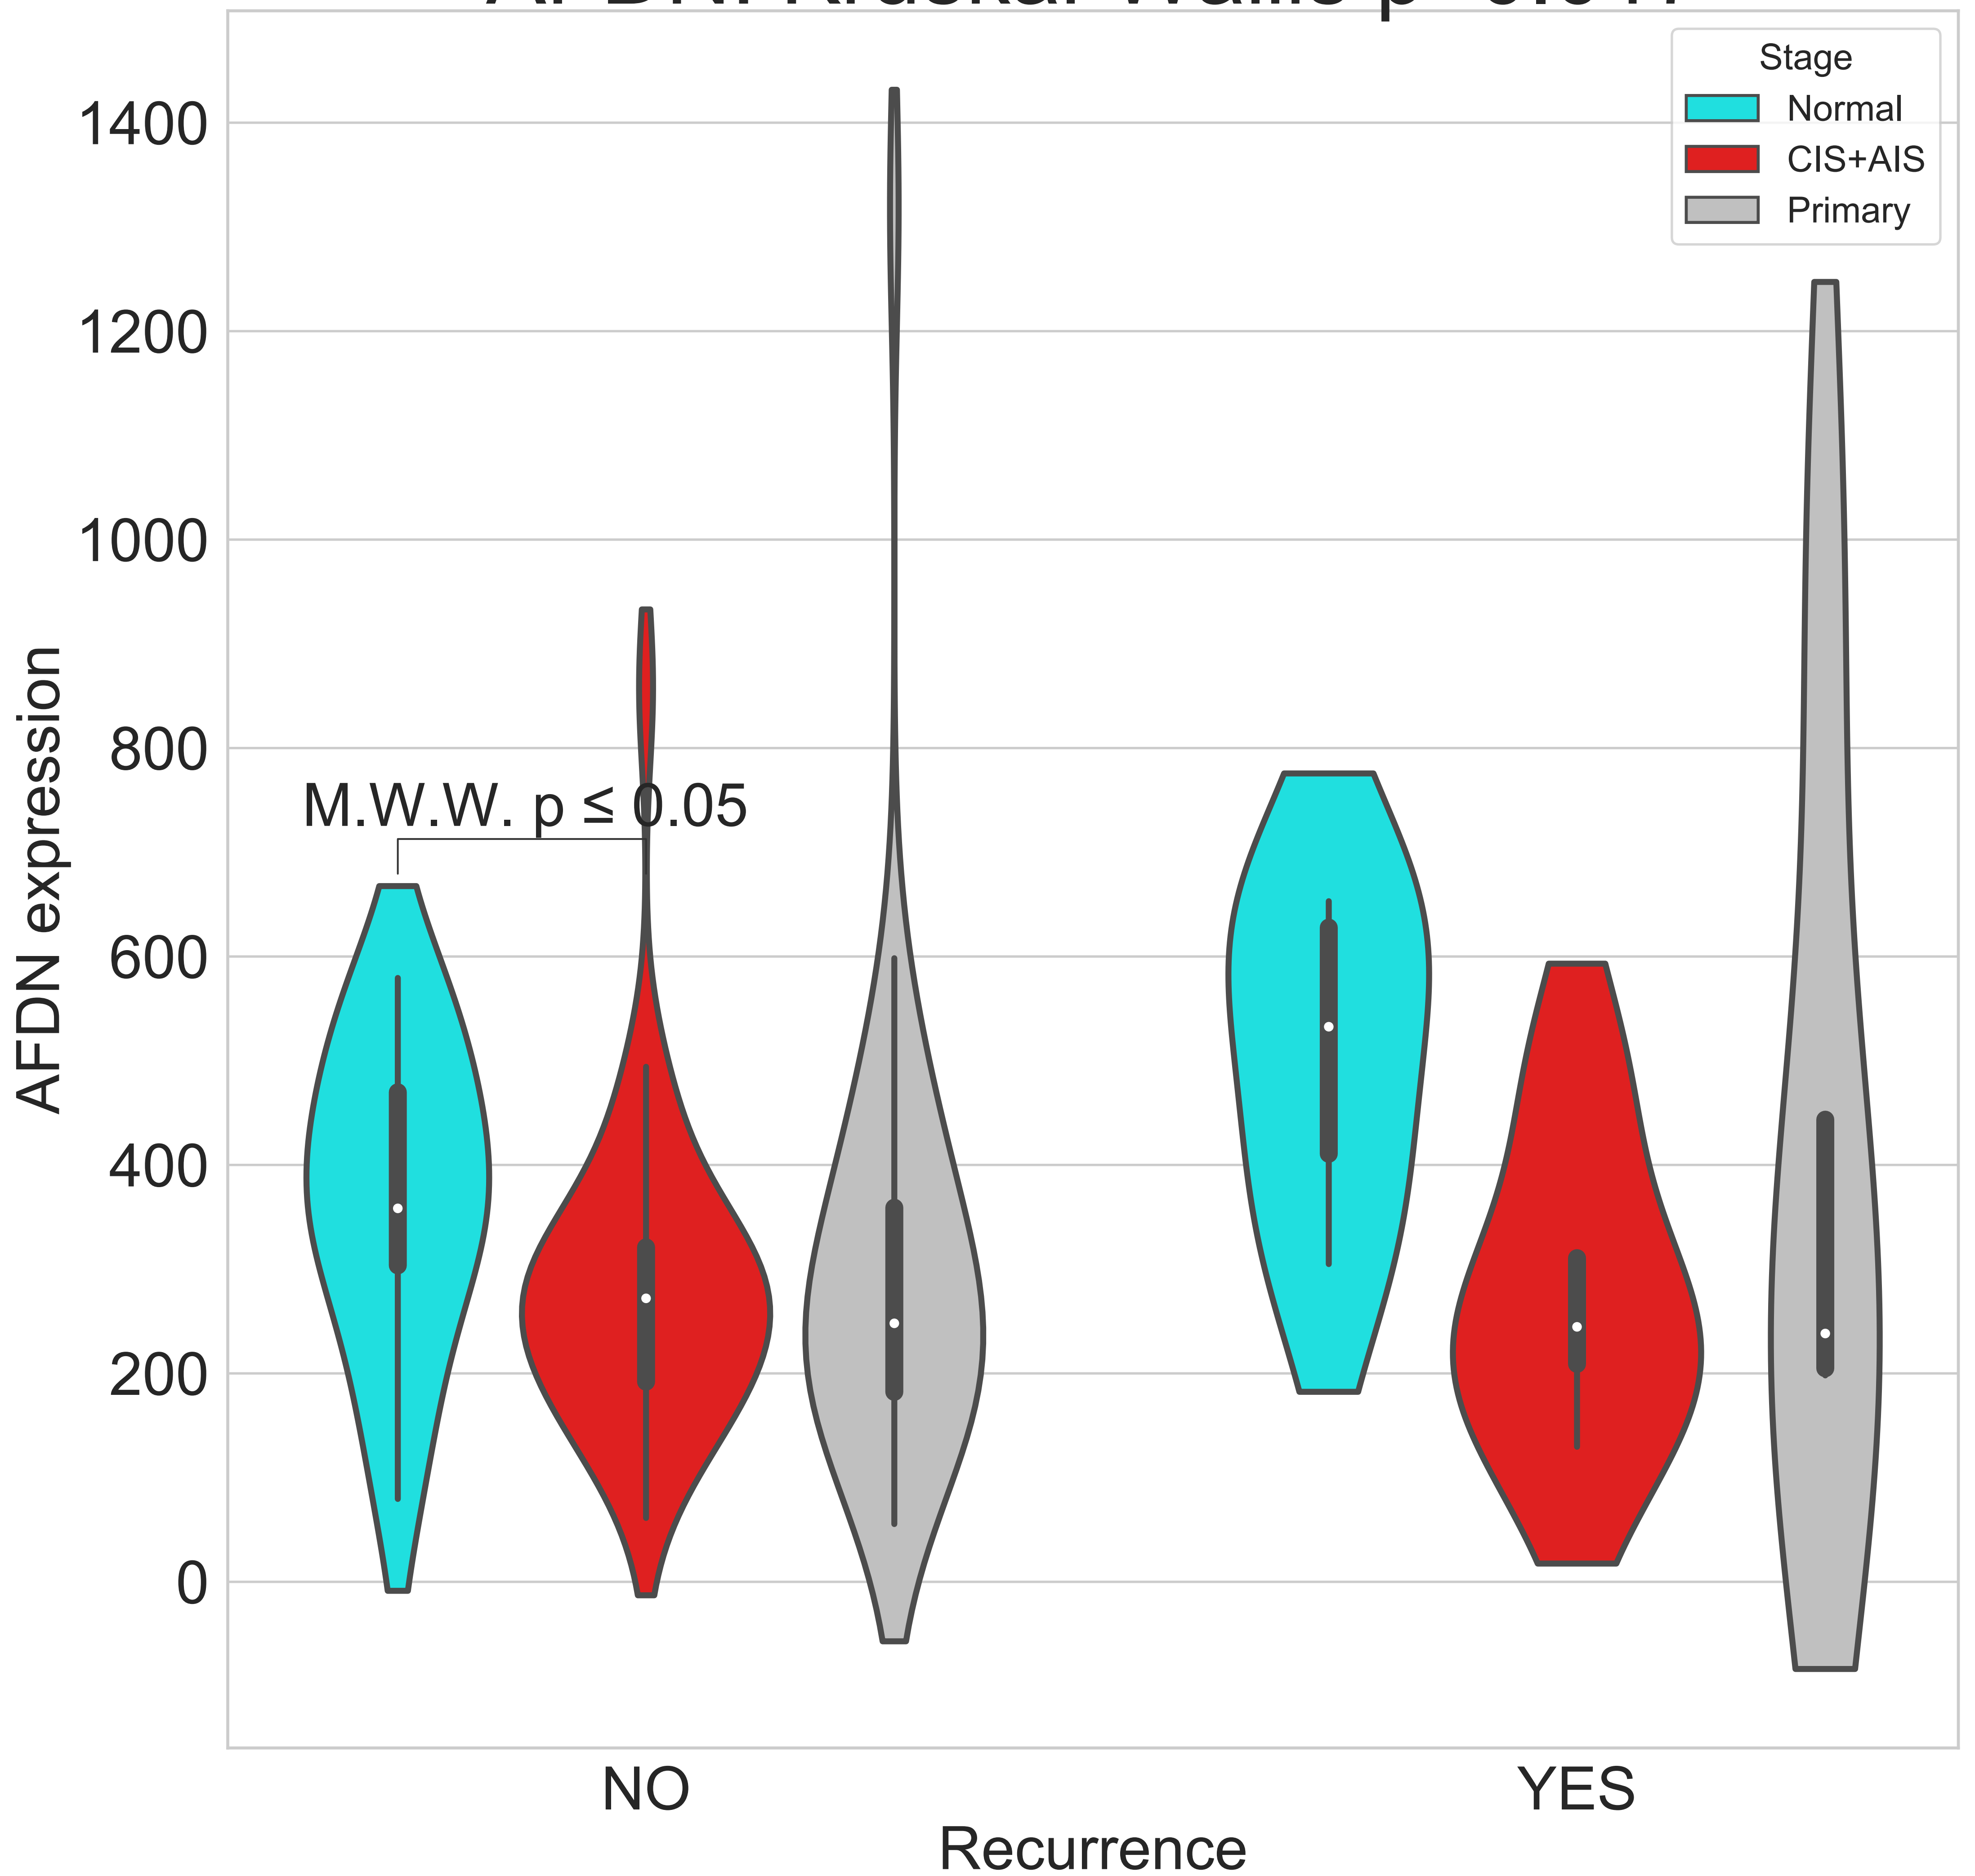 Stage
Normal
CIS+AIS
Primary
1400
1200
1000
800
600
400
200
0
AFDN expression
M.W.W. p ≤ 0.05
NO
YES
Recurrence